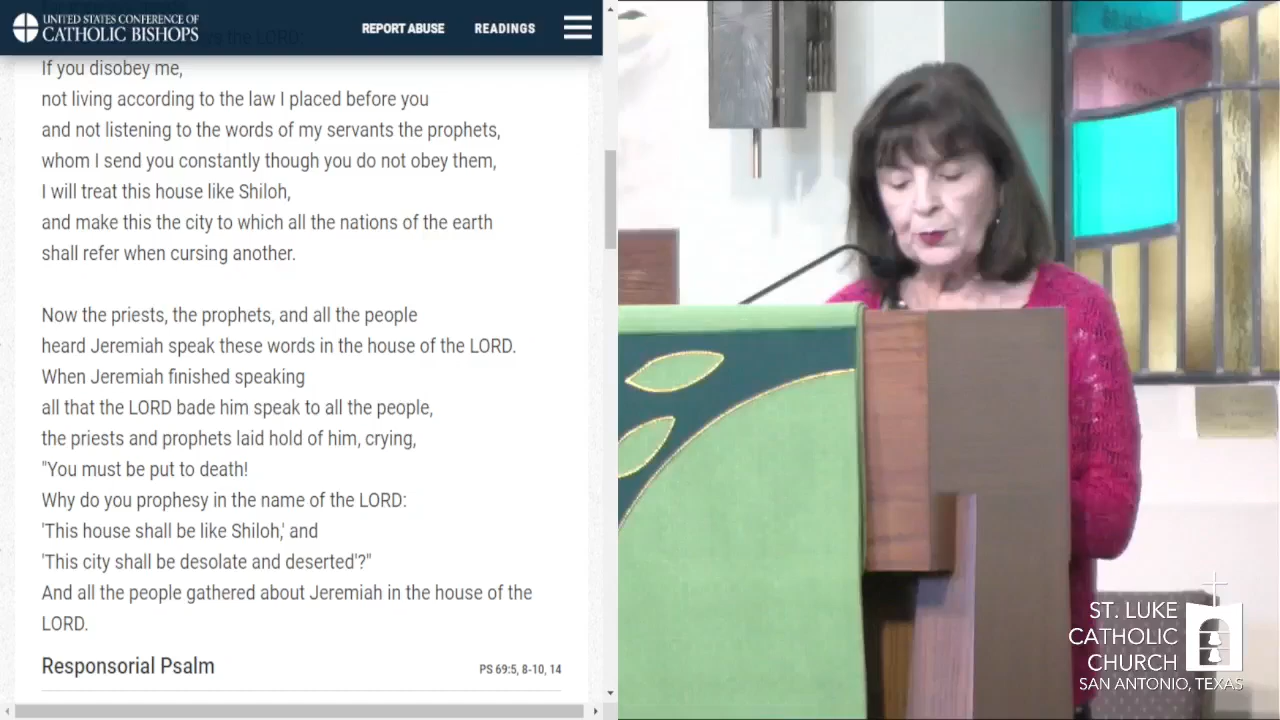 UNITED STATES CONFERENCE OF
CATHOLIC BISHOPS
REPORT ABUSE
READINGS
the LORD:
If you disobey me,
not living according to the law I placed before you
and not listening to the words of my servants the prophets,
whom I send you constantly though you do not obey them,
I will treat this house like Shiloh,
and make this the city to which all the nations of the earth
shall refer when cursing another.
Now the priests, the prophets, and all the people
heard Jeremiah speak these words in the house of the LORD.
When Jeremiah finished speaking
all that the LORD bade him speak to all the people,
the priests and prophets laid hold of him, crying,
"You must be put to death!
Why do you prophesy in the name of the LORD:
'This house shall be like Shiloh,' and
'This city shall be desolate and deserted'?"
And all the people gathered about Jeremiah in the house of the
LORD.
Responsorial Psalm
PS 69:5, 8-10, 14
ST. LUKE
CATHOLIC
CHURCH
SAN ANTONIO, TEXAS